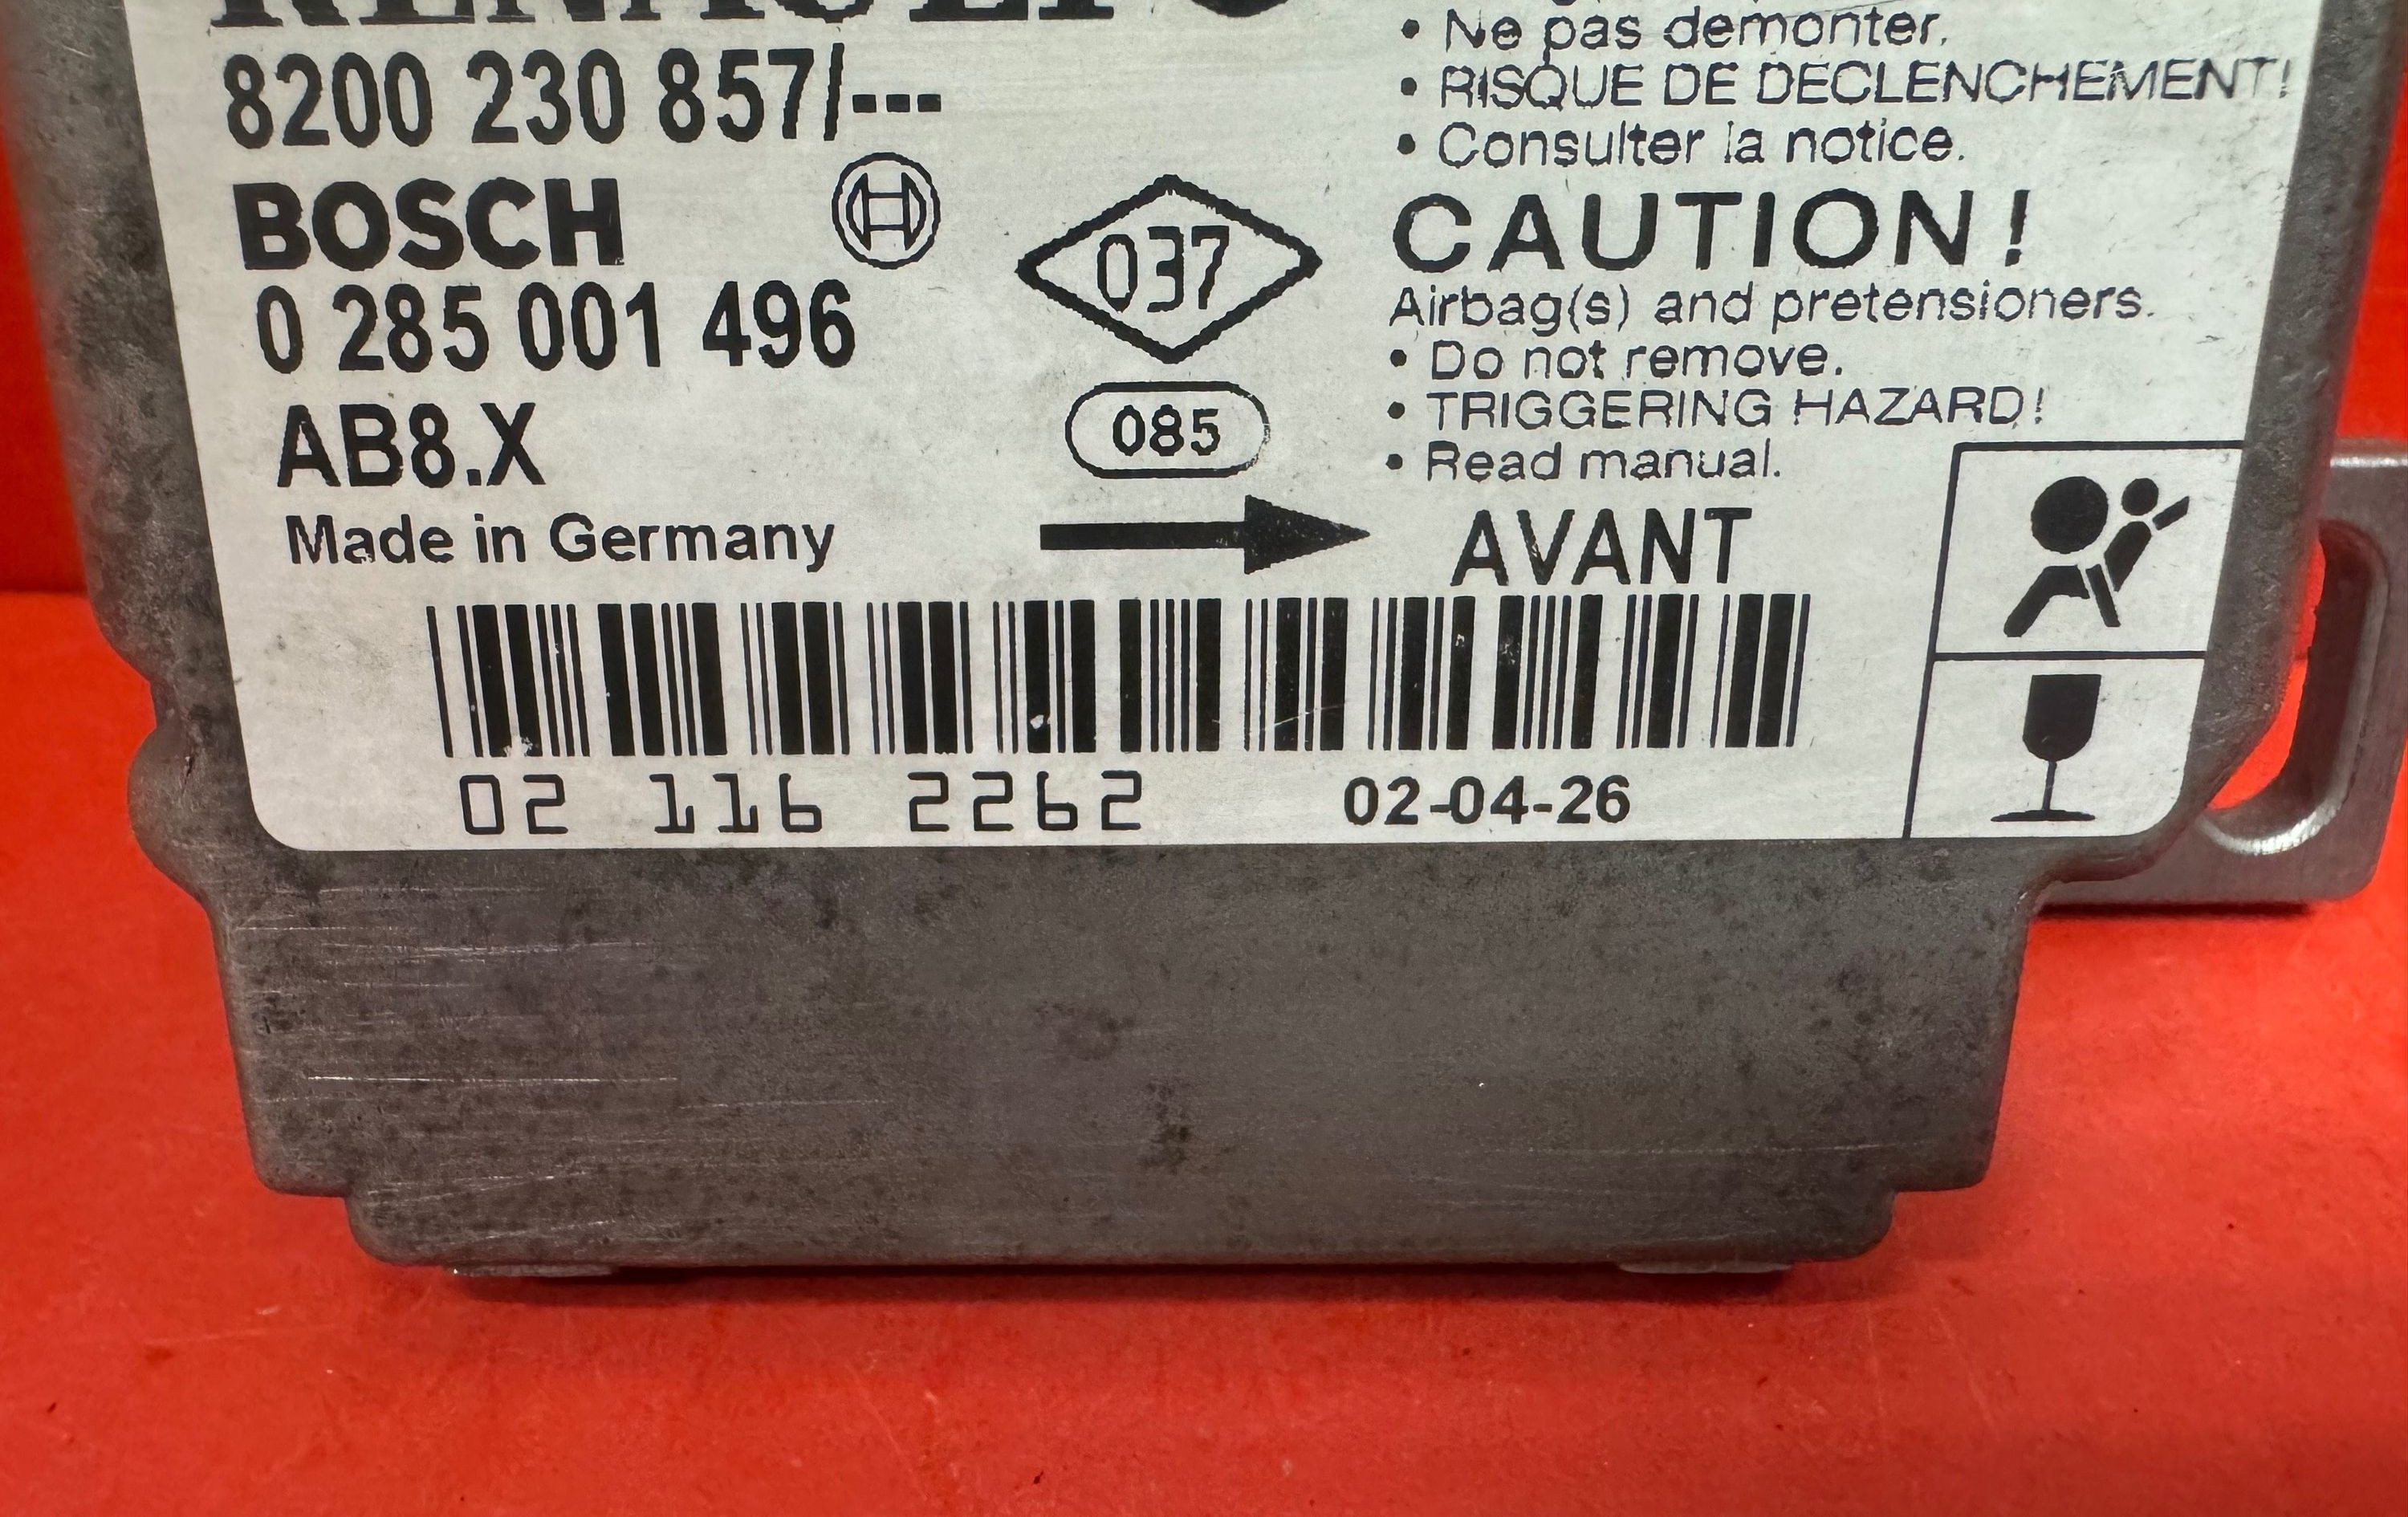 RENAULT
8200 230 857/---
BOSCH
0 285 001 496
AB8.X
Made in Germany
037
085
• Ne pas demonter.
• RISQUE DE DECLENCHEMENT!
• Consulter la notice.
CAUTION!
Airbag(s) and pretensioners.
• Do not remove.
• TRIGGERING HAZARD!
• Read manual.
AVANT
02 116 2262
02-04-26